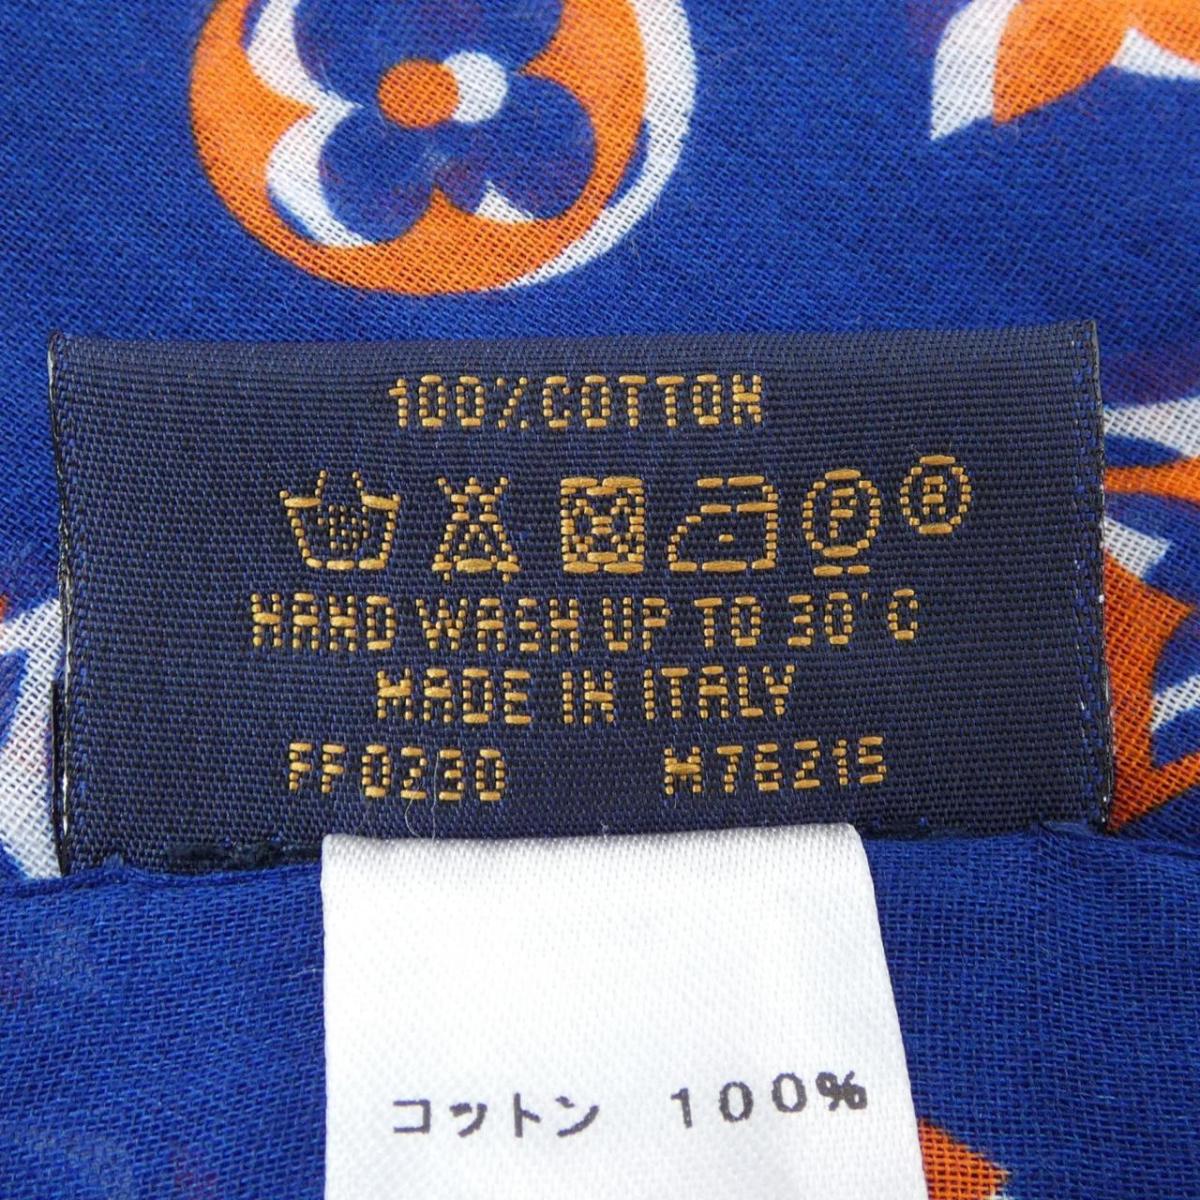 100%COTTON
P R
HAND WASH UP TO 30°C
MADE IN ITALY
FF0230 M76215
コットン 100%